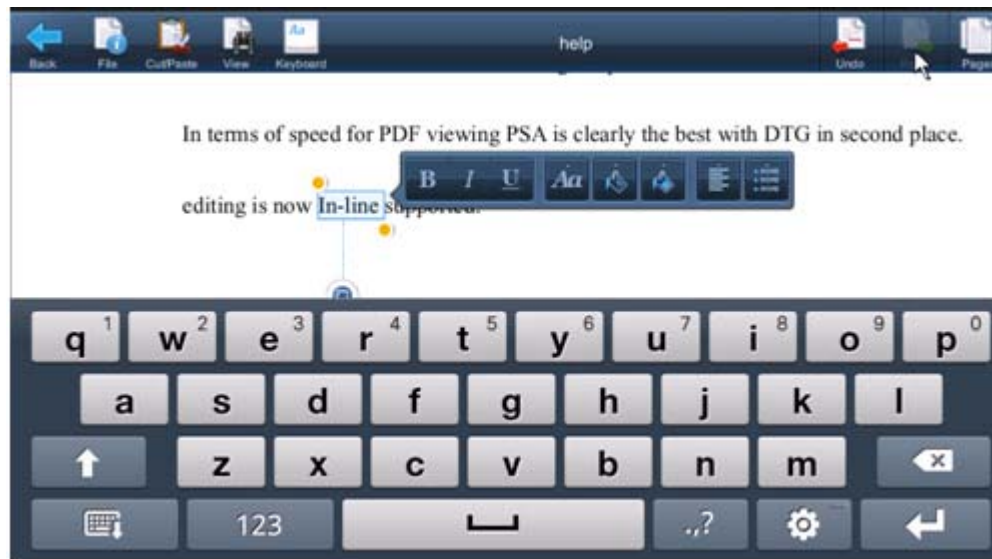 help
Back File Cut/Paste View Keyboard Undo Pages
In terms of speed for PDF viewing PSA is clearly the best with DTG in second place.
B I U Aa
editing is now In-line supported.
q 1 w 2 e 3 r 4 t 5 y 6 u 7 i 8 o 9 p 0
a s d f g h j k l
z x c v b n m
123 .,?